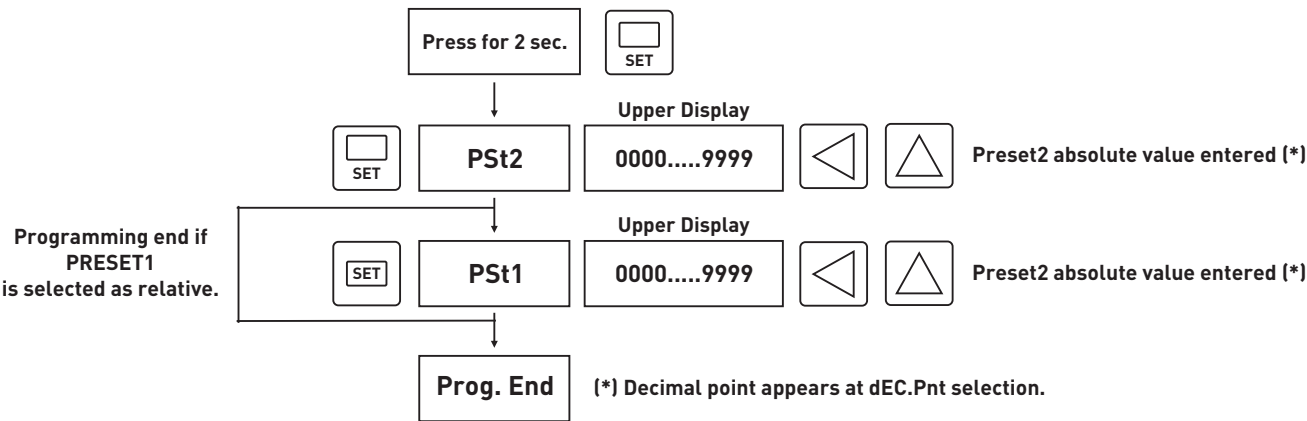 Press for 2 sec.
SET
Upper Display
SET
PSt2
0000.....9999
Preset2 absolute value entered (*)
Programming end if
PRESET1
is selected as relative.
Upper Display
SET
PSt1
0000.....9999
Preset2 absolute value entered (*)
Prog. End
(*) Decimal point appears at dEC.Pnt selection.